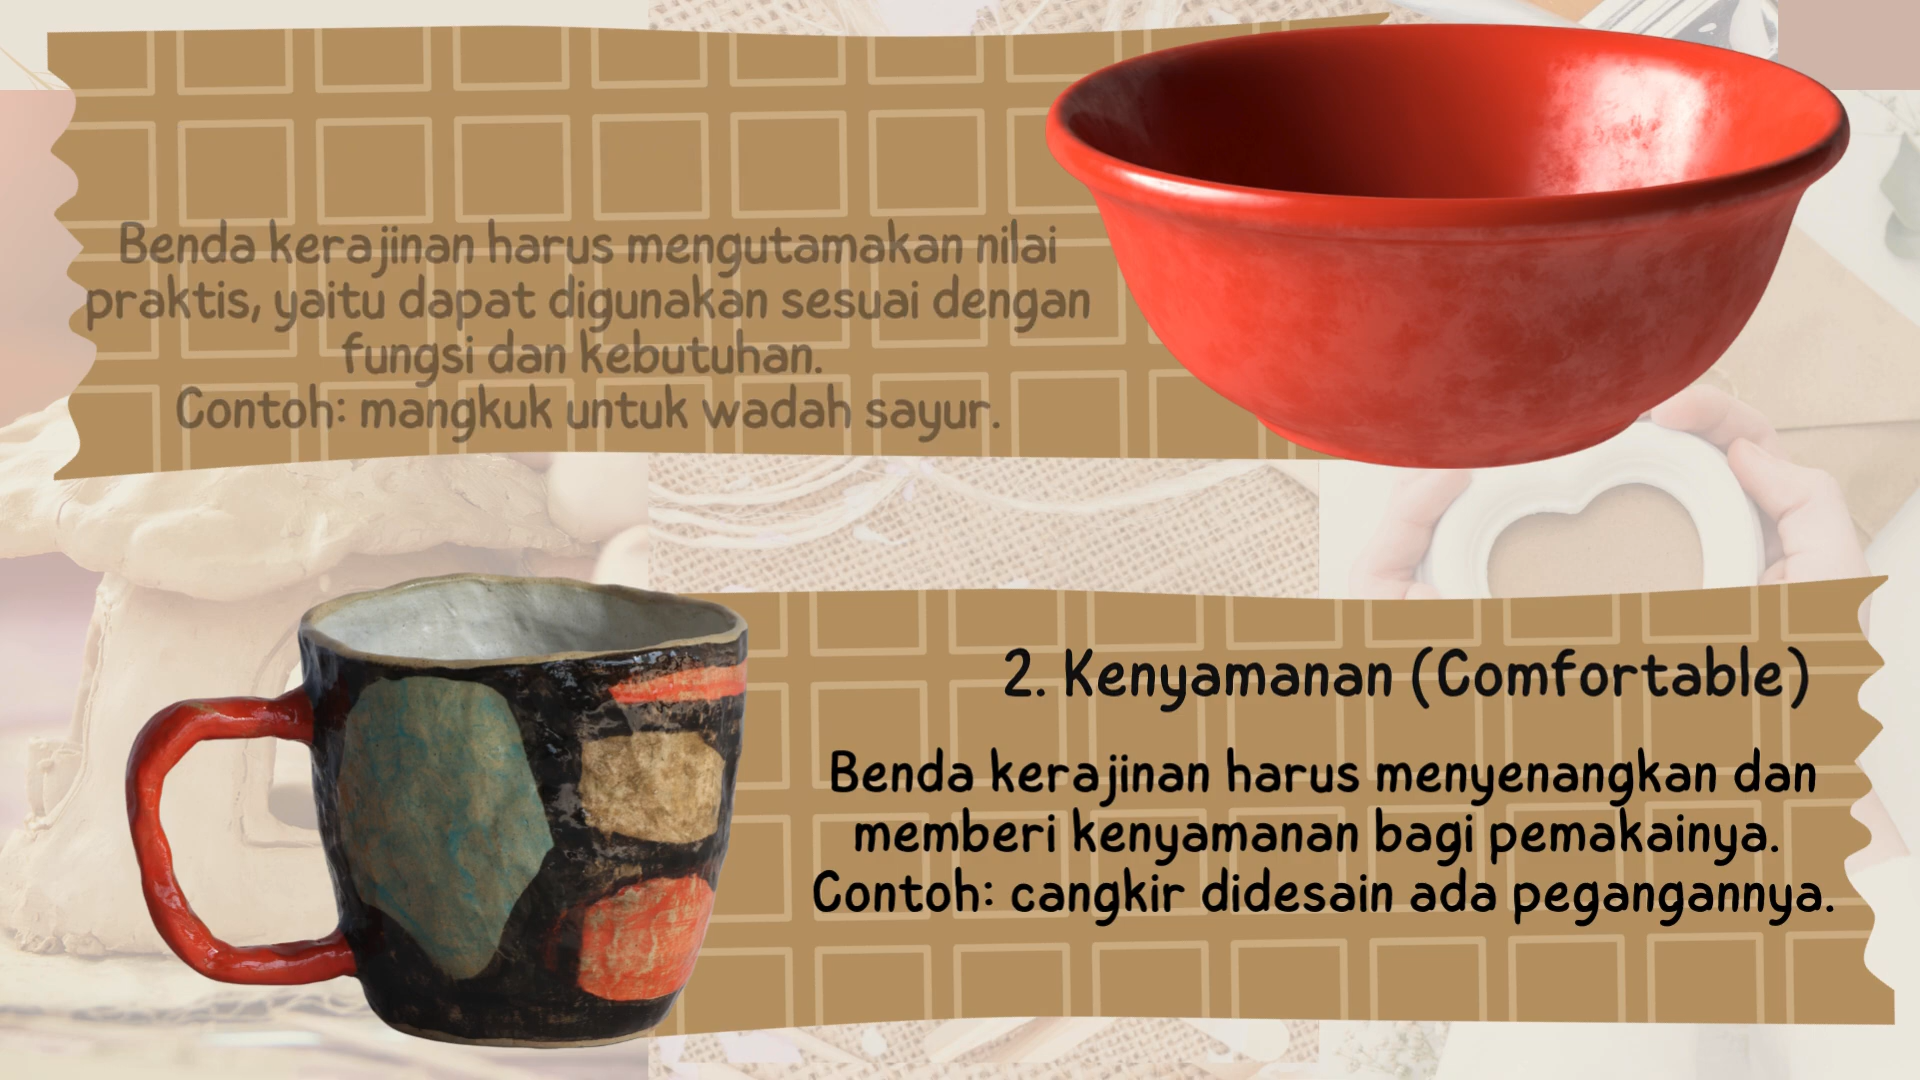 Benda kerajinan harus mengutamakan nilai
praktis, yaitu dapat digunakan sesuai dengan
fungsi dan kebutuhan.
Contoh: mangkuk untuk wadah sayur.
2. Kenyamanan (Comfortable)
Benda kerajinan harus menyenangkan dan
memberi kenyamanan bagi pemakainya.
Contoh: cangkir didesain ada pegangannya.